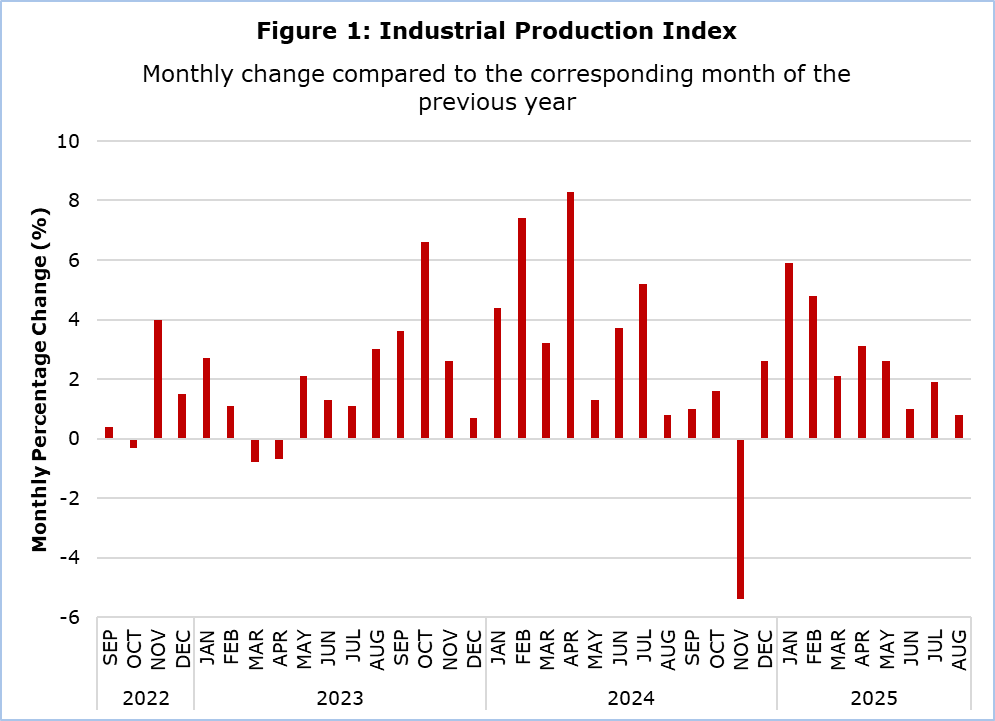 Figure 1: Industrial Production Index
Monthly change compared to the corresponding month of the
previous year
Monthly Percentage Change (%)
10
8
6
4
2
0
-2
-4
-6
SEP OCT NOV DEC JAN FEB MAR APR MAY JUN JUL AUG SEP OCT NOV DEC JAN FEB MAR APR MAY JUN JUL AUG SEP OCT NOV DEC JAN FEB MAR APR MAY JUN JUL AUG
2022 2023 2024 2025